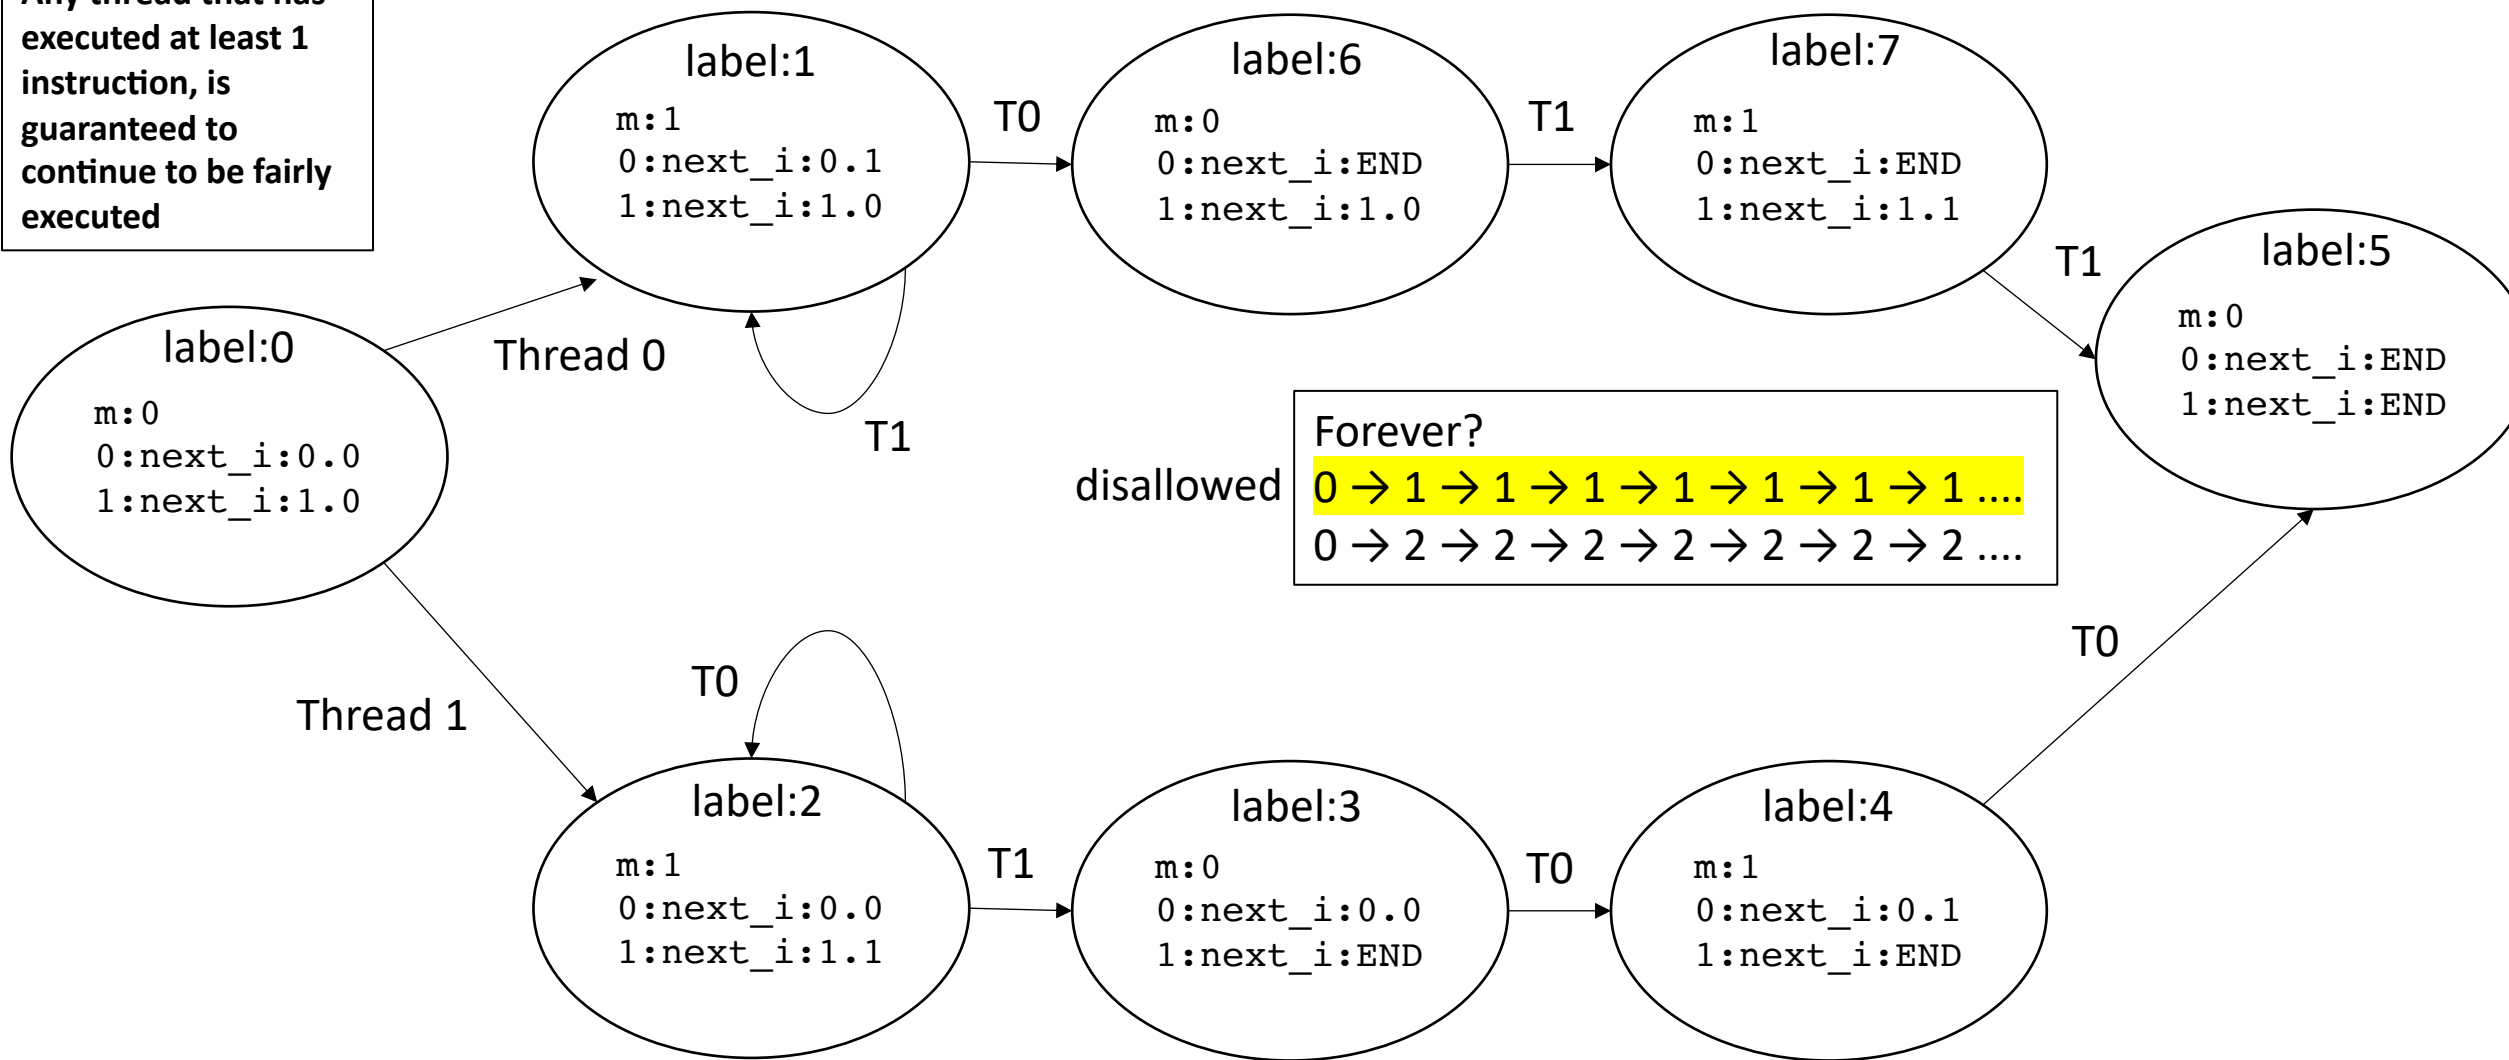 Any thread that has
executed at least 1
instruction, is
guaranteed to
continue to be fairly
executed
label:0
m:0
0:next_i:0.0
1:next_i:1.0
Thread 0
Thread 1
label:1
m:1
0:next_i:0.1
1:next_i:1.0
T1
T0
label:6
m:0
0:next_i:END
1:next_i:1.0
T1
label:7
m:1
0:next_i:END
1:next_i:1.1
T1
label:5
m:0
0:next_i:END
1:next_i:END
disallowed
Forever?
0 → 1 → 1 → 1 → 1 → 1 → 1 → 1 ....
0 → 2 → 2 → 2 → 2 → 2 → 2 → 2 ....
T0
label:2
m:1
0:next_i:0.0
1:next_i:1.1
T1
label:3
m:0
0:next_i:0.0
1:next_i:END
T0
label:4
m:1
0:next_i:0.1
1:next_i:END
T0